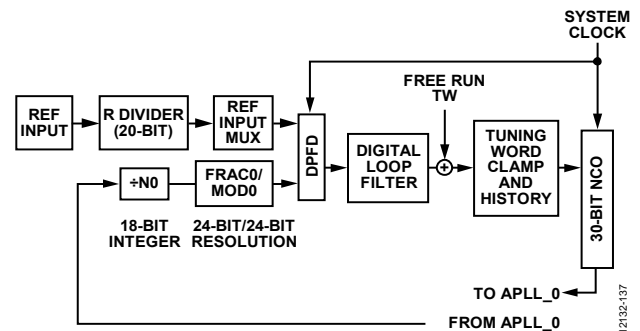 SYSTEM
CLOCK
FREE RUN
TW
REF
INPUT
R DIVIDER
(20-BIT)
REF
INPUT
MUX
DPFD
DIGITAL
LOOP
FILTER
+
TUNING
WORD
CLAMP
AND
HISTORY
30-BIT NCO
÷N0
FRAC0/
MOD0
18-BIT
INTEGER
24-BIT/24-BIT
RESOLUTION
TO APLL_0
FROM APLL_0
2132-137